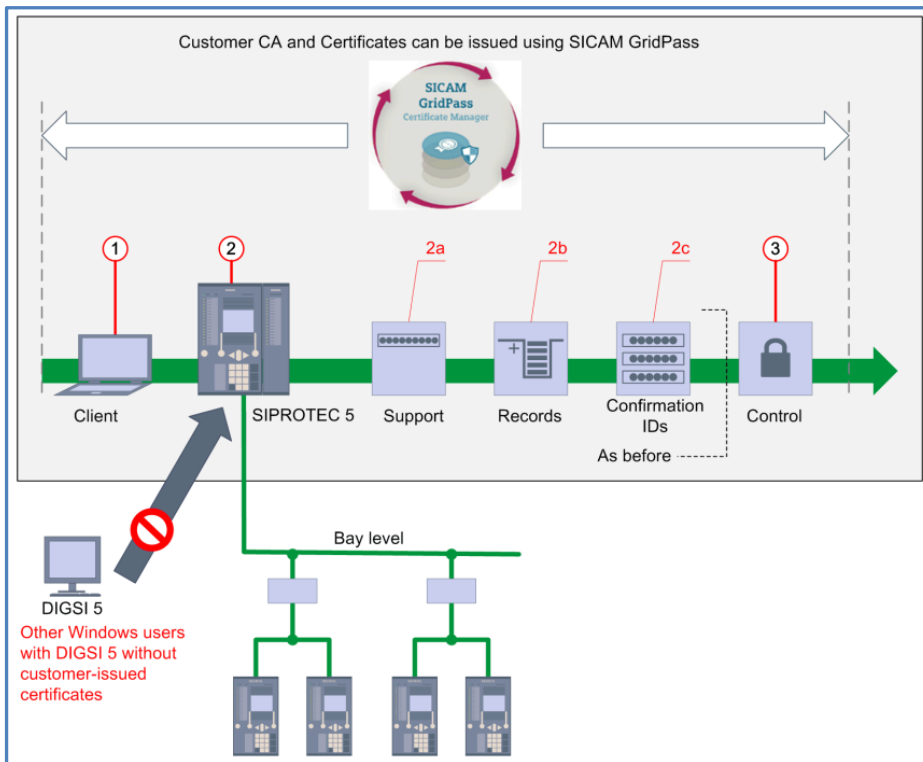 Customer CA and Certificates can be issued using SICAM GridPass
SICAM
GridPass
Certificate Manager
1
2
2a
2b
2c
3
Client
SIPROTEC 5
Support
Records
Confirmation
IDs
Control
As before
Bay level
DIGSI 5
Other Windows users
with DIGSI 5 without
customer-issued
certificates